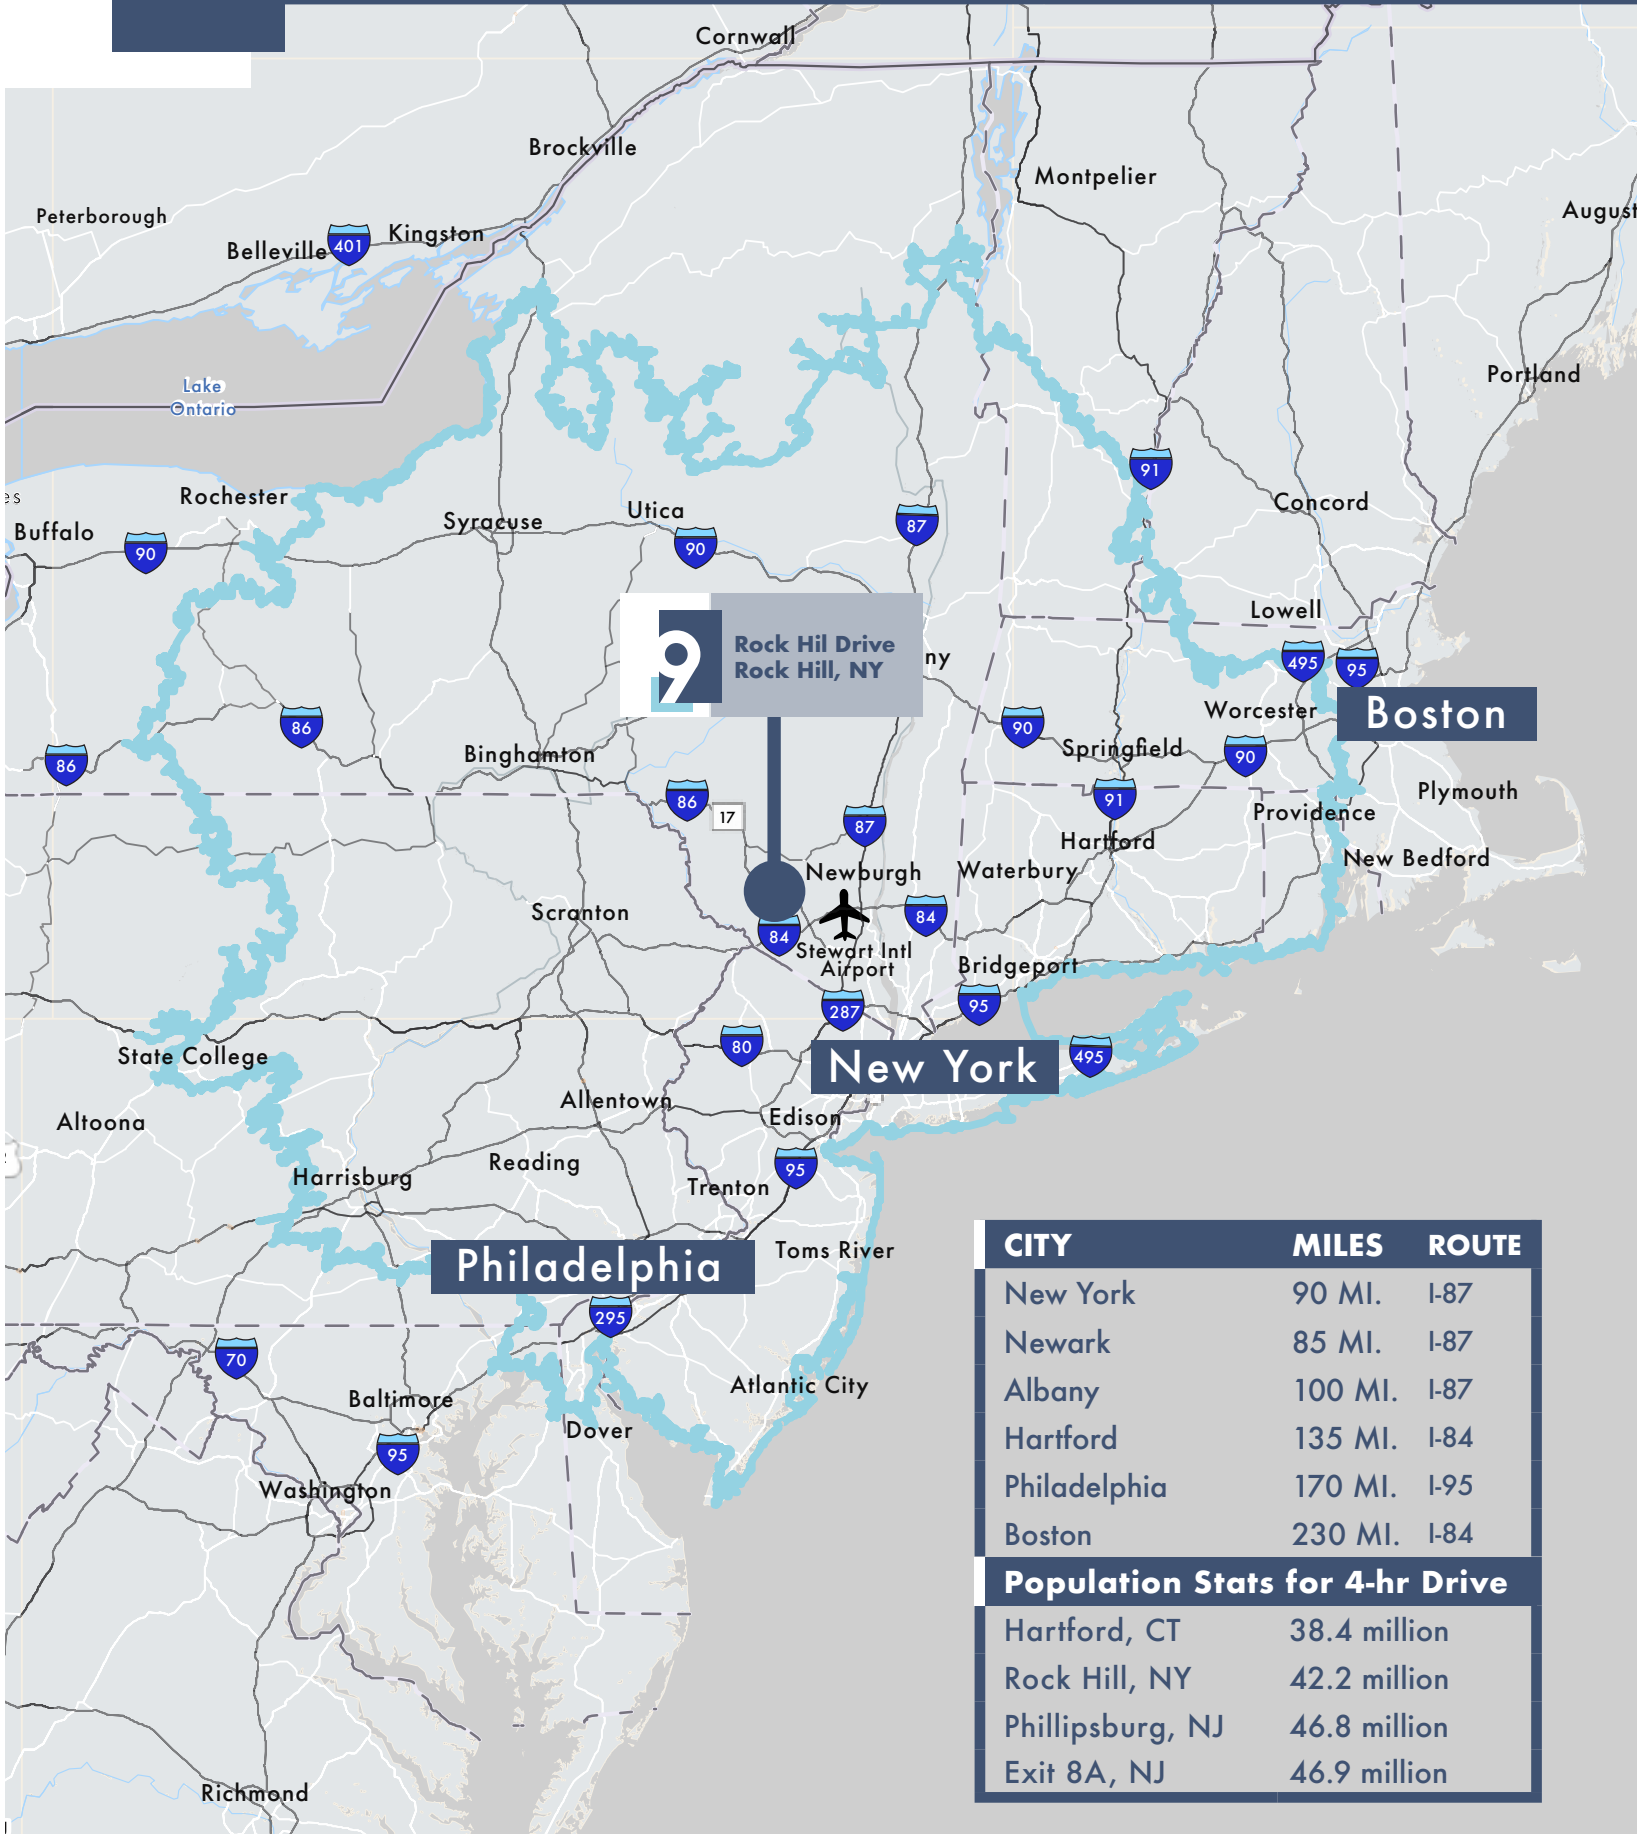 Cornwall
Brockville
Montpelier
Peterborough
August
Kingston
Belleville
401
Lake
Ontario
Portland
91
Rochester
es
Concord
Utica
Syracuse
87
Buffalo
90
90
Lowell
9
Rock Hil Drive
Rock Hill, NY
ny
495
95
Worcester
Boston
86
90
Springfield
90
86
Binghamton
86
17
91
Plymouth
Providence
87
Hartford
New Bedford
Newburgh
Waterbury
Scranton
84
84
Stewart Intl
Airport
Bridgeport
95
287
80
495
State College
New York
Allentown
Edison
Altoona
Reading
95
Harrisburg
Trenton
Toms River
Philadelphia
295
70
Atlantic City
Baltimore
Dover
95
Washington
Richmond
CITY MILES ROUTE
New York 90 MI. I-87
Newark 85 MI. I-87
Albany 100 MI. I-87
Hartford 135 MI. I-84
Philadelphia 170 MI. I-95
Boston 230 MI. I-84
Population Stats for 4-hr Drive
Hartford, CT 38.4 million
Rock Hill, NY 42.2 million
Phillipsburg, NJ 46.8 million
Exit 8A, NJ 46.9 million